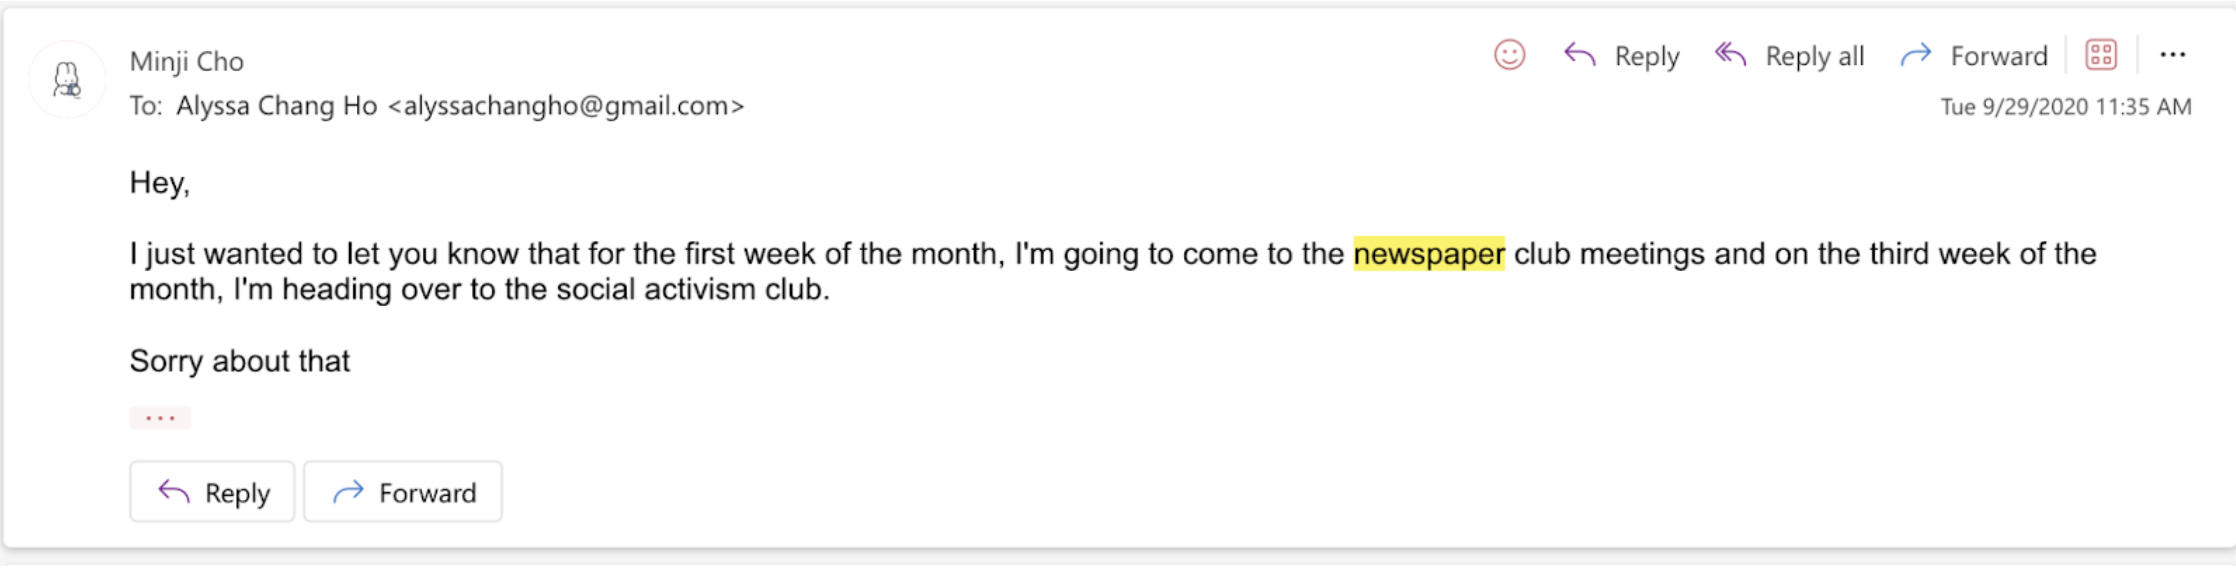 Minji Cho
Reply
Reply all
Forward
To: Alyssa Chang Ho <alyssachangho@gmail.com>
Tue 9/29/2020 11:35 AM
Hey,
I just wanted to let you know that for the first week of the month, I'm going to come to the newspaper club meetings and on the third week of the
month, I'm heading over to the social activism club.
Sorry about that
Reply
Forward